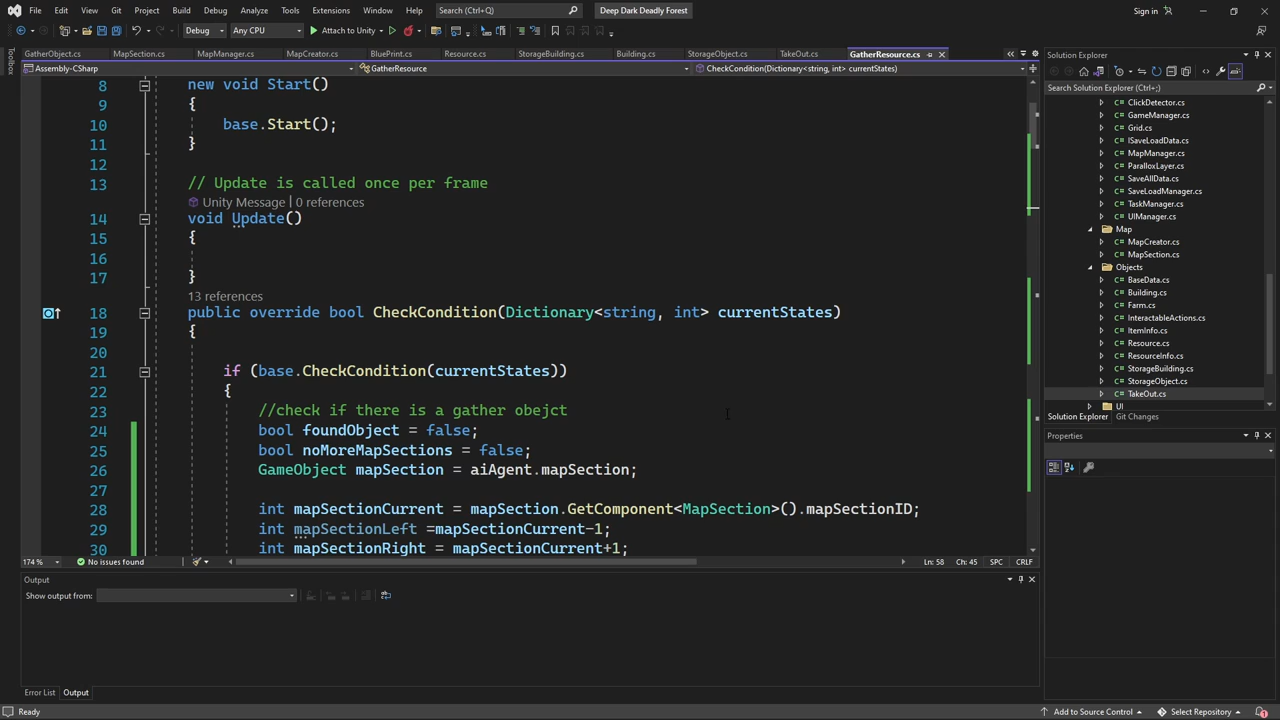 File Edit View Git Project Build Debug Analyze Tools Extensions Window Help Search (Ctrl+Q) Deep Dark Deadly Forest Sign in
Debug Any CPU Attach to Unity
GatherObject.cs MapSection.cs MapManager.cs MapCreator.cs BluePrint.cs Resource.cs StorageBuilding.cs Building.cs StorageObject.cs TakeOut.cs GatherResource.cs
Toolbox
Assembly-CSharp GatherResource CheckCondition(Dictionary<string, int> currentStates)
8 new void Start()
9 {
10 base.Start();
11 }
12
13 // Update is called once per frame
Unity Message | 0 references
14 void Update()
15 {
16
17 }
13 references
18 public override bool CheckCondition(Dictionary<string, int> currentStates)
19 {
20
21 if (base.CheckCondition(currentStates))
22 {
23 //check if there is a gather obejct
24 bool foundObject = false;
25 bool noMoreMapSections = false;
26 GameObject mapSection = aiAgent.mapSection;
27
28 int mapSectionCurrent = mapSection.GetComponent<MapSection>().mapSectionID;
29 int mapSectionLeft =mapSectionCurrent-1;
30 int mapSectionRight = mapSectionCurrent+1;
174 % No issues found Ln: 58 Ch: 45 SPC CRLF
Output
Show output from:
Error List Output
Solution Explorer
Search Solution Explorer (Ctrl+;)
C# ClickDetector.cs
C# GameManager.cs
C# Grid.cs
C# ISaveLoadData.cs
C# MapManager.cs
C# ParalloxLayer.cs
C# SaveAllData.cs
C# SaveLoadManager.cs
C# TaskManager.cs
C# UIManager.cs
Map
C# MapCreator.cs
C# MapSection.cs
Objects
C# BaseData.cs
C# Building.cs
C# Farm.cs
C# InteractableActions.cs
C# ItemInfo.cs
C# Resource.cs
C# ResourceInfo.cs
C# StorageBuilding.cs
C# StorageObject.cs
C# TakeOut.cs
UI
Solution Explorer Git Changes
Properties
Ready Add to Source Control Select Repository 1